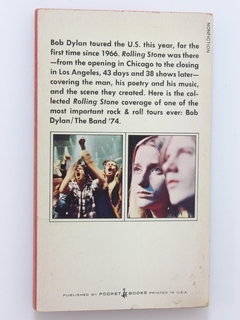 NONFICTION
Bob Dylan toured the U.S. this year, for the
first time since 1966. Rolling Stone was there
—from the opening in Chicago to the closing
in Los Angeles, 43 days and 38 shows later—
covering the man, his poetry and his music,
and the scene they created. Here is the col-
lected Rolling Stone coverage of one of the
most important rock & roll tours ever: Bob
Dylan/The Band '74.
PUBLISHED BY POCKET BOOKS PRINTED IN U.S.A.